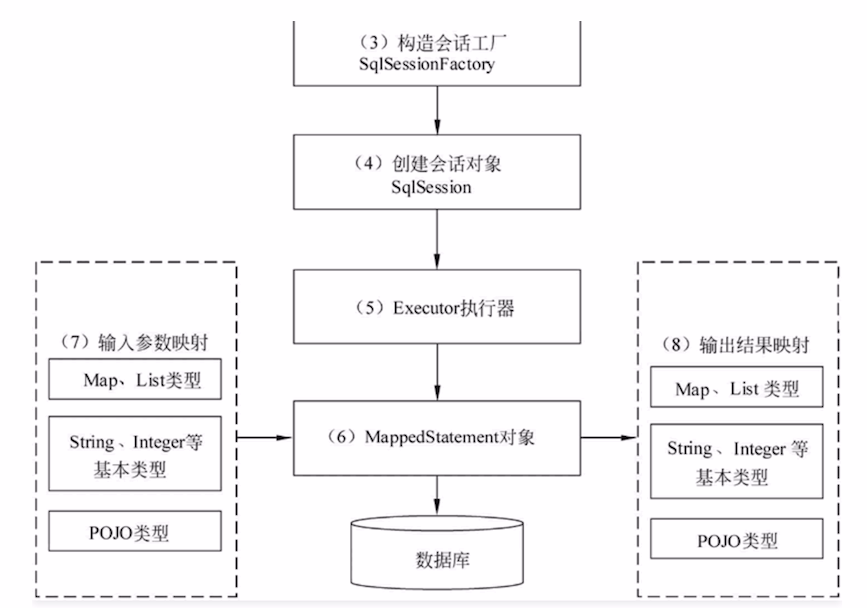 （3）构造会话工厂
SqlSessionFactory
（4）创建会话对象
SqlSession
（5）Executor执行器
（7）输入参数映射
Map、List类型
String、Integer等
基本类型
POJO类型
（6）MappedStatement对象
（8）输出结果映射
Map、List 类型
String、Integer 等
基本类型
POJO类型
数据库